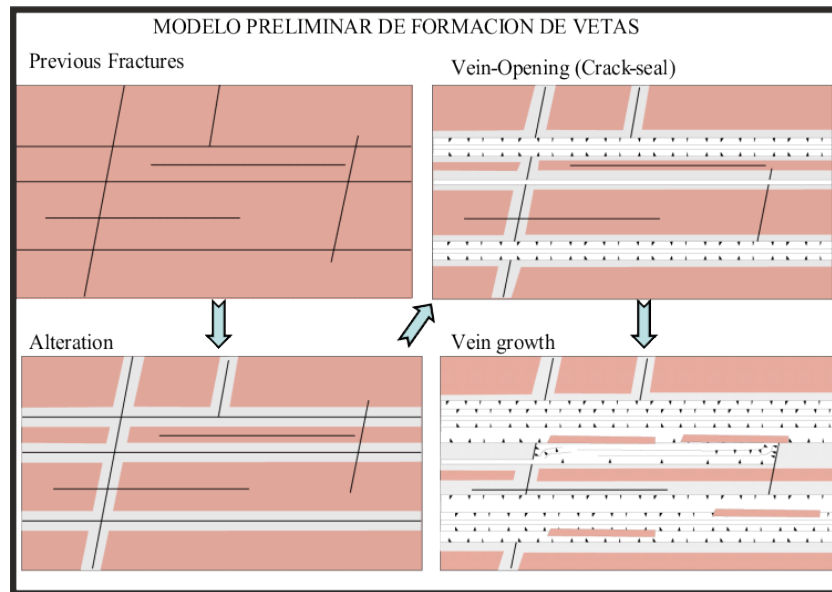 MODELO PRELIMINAR DE FORMACION DE VETAS
Previous Fractures
Vein-Opening (Crack-seal)
Alteration
Vein growth